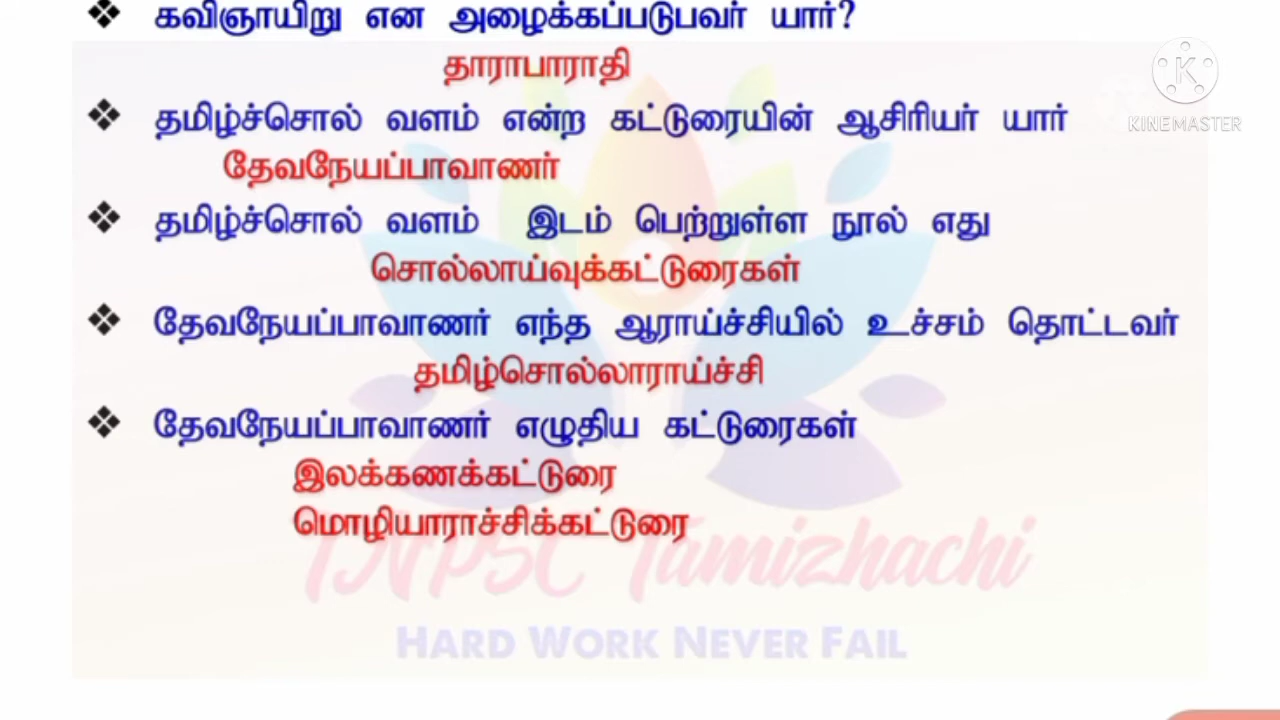 ❖ கவிஞாயிறு என அழைக்கப்படுபவர் யார்?
தாராபாராதி
❖ தமிழ்ச்சொல் வளம் என்ற கட்டுரையின் ஆசிரியர் யார்
தேவநேயப்பாவாணர்
❖ தமிழ்ச்சொல் வளம் இடம் பெற்றுள்ள நூல் எது
சொல்லாய்வுக்கட்டுரைகள்
❖ தேவநேயப்பாவாணர் எந்த ஆராய்ச்சியில் உச்சம் தொட்டவர்
தமிழ்சொல்லாராய்ச்சி
❖ தேவநேயப்பாவாணர் எழுதிய கட்டுரைகள்
இலக்கணக்கட்டுரை
மொழியாராச்சிக்கட்டுரை
TNPSC Tamizhachi
HARD WORK NEVER FAIL
K
KINEMASTER